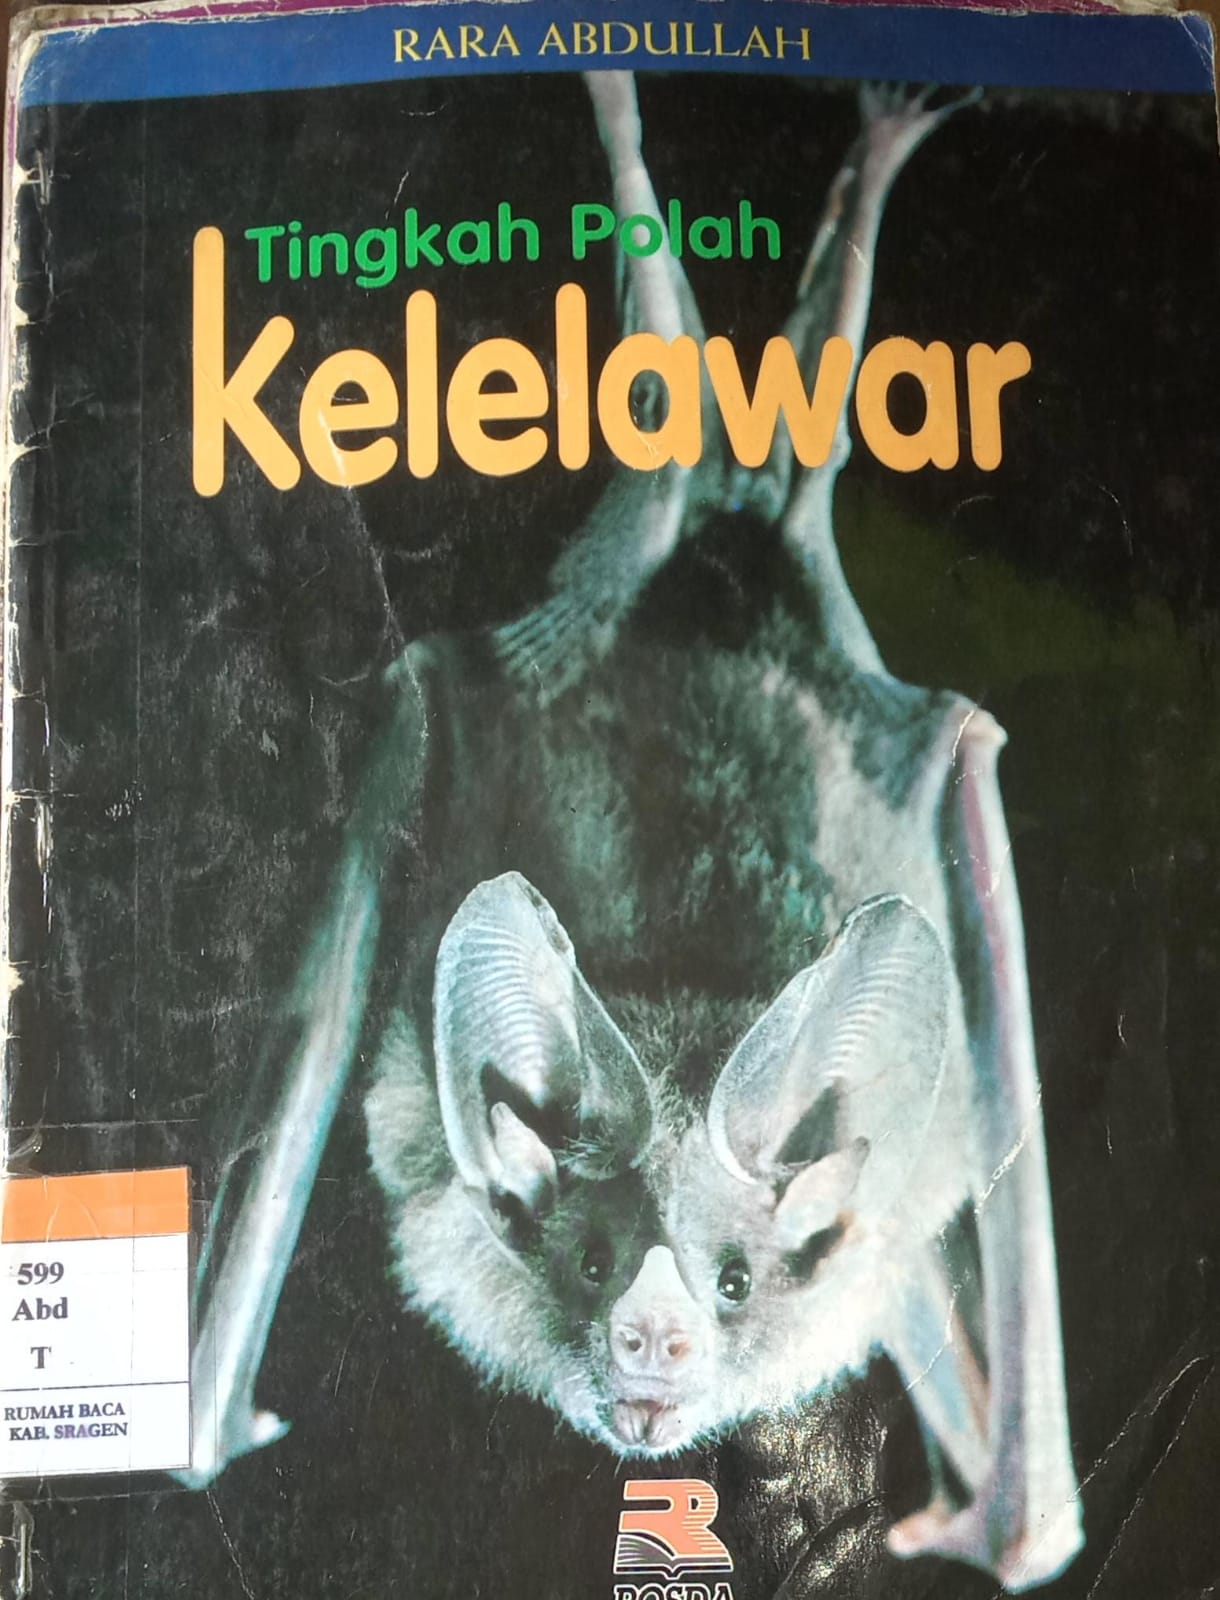 RARA ABDULLAH
Tingkah Polah
kelelawar
599
Abd
T
RUMAH BACA
KAB. SRAGEN
ROSDA